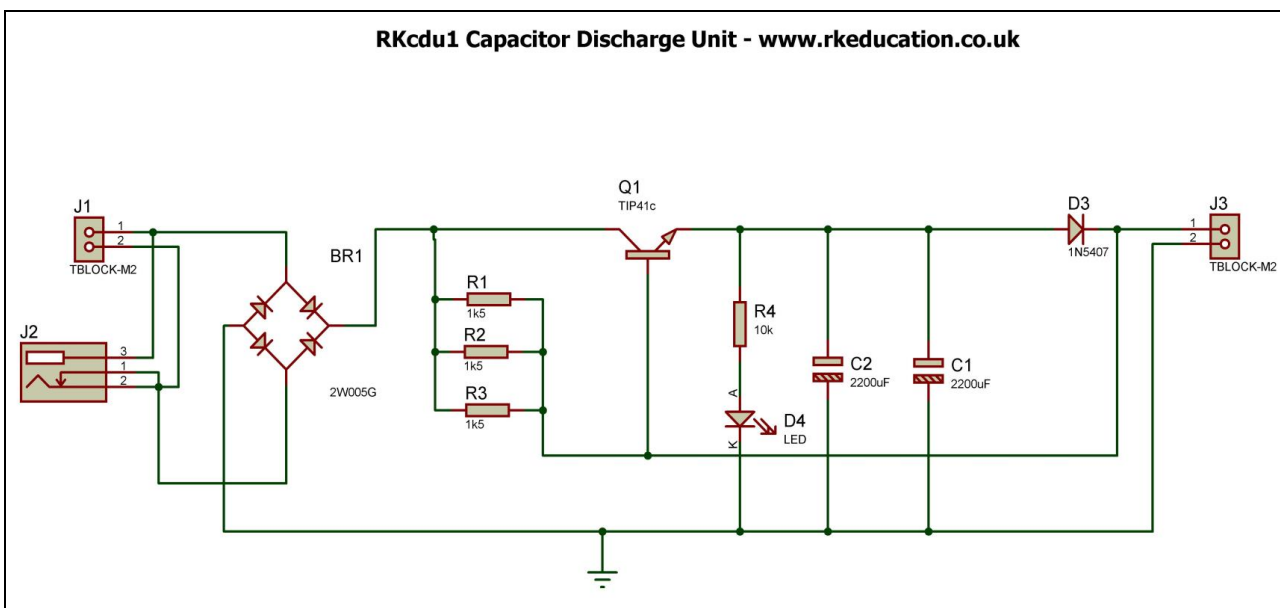 RKcdu1 Capacitor Discharge Unit - www.rkeducation.co.uk
J1
1
2
TBLOCK-M2
J2
3
1
2
BR1
2W005G
R1
1k5
R2
1k5
R3
1k5
Q1
TIP41c
R4
10k
A
K
D4
LED
C2
2200uF
C1
2200uF
D3
1N5407
J3
1
2
TBLOCK-M2